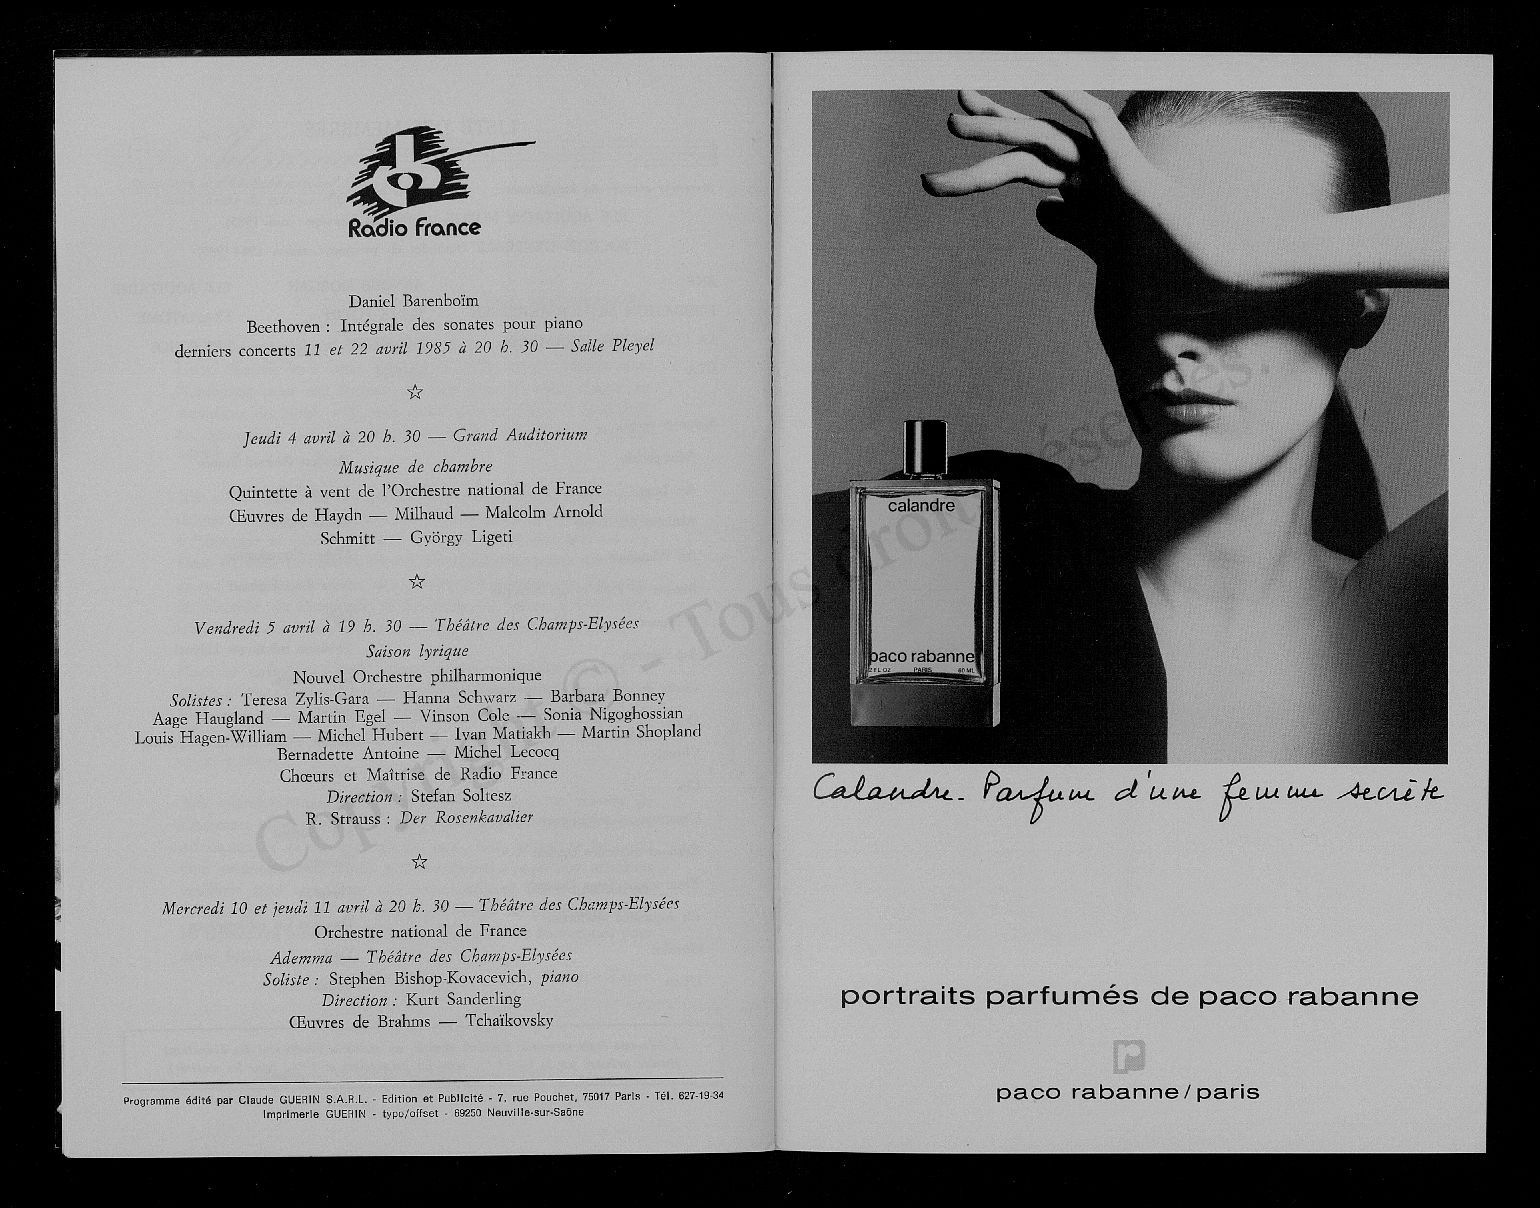 Radio France
Daniel Barenboïm
Beethoven : Intégrale des sonates pour piano
derniers concerts 11 et 22 avril 1985 à 20 h. 30 — Salle Pleyel
☆
Jeudi 4 avril à 20 h. 30 — Grand Auditorium
Musique de chambre
Quintette à vent de l'Orchestre national de France
Œuvres de Haydn — Milhaud — Malcolm Arnold
Schmitt — György Ligeti
☆
Vendredi 5 avril à 19 h. 30 — Théâtre des Champs-Elysées
Saison lyrique
Nouvel Orchestre philharmonique
Solistes : Teresa Zylis-Gara — Hanna Schwarz — Barbara Bonney
Aage Haugland — Martin Egel — Vinson Cole — Sonia Nigoghossian
Louis Hagen-William — Michel Hubert — Ivan Matiakh — Martin Shopland
Bernadette Antoine — Michel Lecocq
Chœurs et Maîtrise de Radio France
Direction : Stefan Soltesz
R. Strauss : Der Rosenkavalier
☆
Mercredi 10 et jeudi 11 avril à 20 h. 30 — Théâtre des Champs-Elysées
Orchestre national de France
Ademma — Théâtre des Champs-Elysées
Soliste : Stephen Bishop-Kovacevich, piano
Direction : Kurt Sanderling
Œuvres de Brahms — Tchaïkovsky
Programme édité par Claude GUERIN S.A.R.L. - Edition et Publicité - 7, rue Pouchet, 75017 Paris - Tél. 627-19-34
Imprimerie GUERIN - typo/offset - 69250 Neuville-sur-Saône
calandre
paco rabanne
2 FL OZ PARIS 60 ML
Calandre. Parfum d'une femme secrète
portraits parfumés de paco rabanne
paco rabanne / paris
Copyright © - Tous droits réservés.